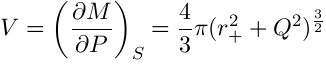 $V = \left( \frac{\partial M}{\partial P} \right)_S = \frac{4}{3} \pi (r_+^2 + Q^2)^{\frac{3}{2}}$